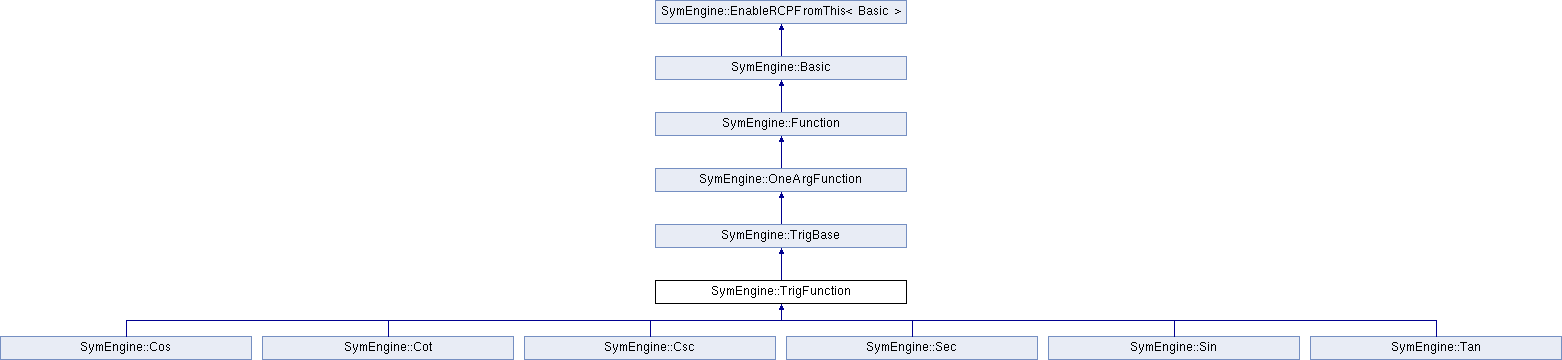 SymEngine::EnableRCPFromThis< Basic >
SymEngine::Basic
SymEngine::Function
SymEngine::OneArgFunction
SymEngine::TrigBase
SymEngine::TrigFunction
SymEngine::Cos
SymEngine::Cot
SymEngine::Csc
SymEngine::Sec
SymEngine::Sin
SymEngine::Tan